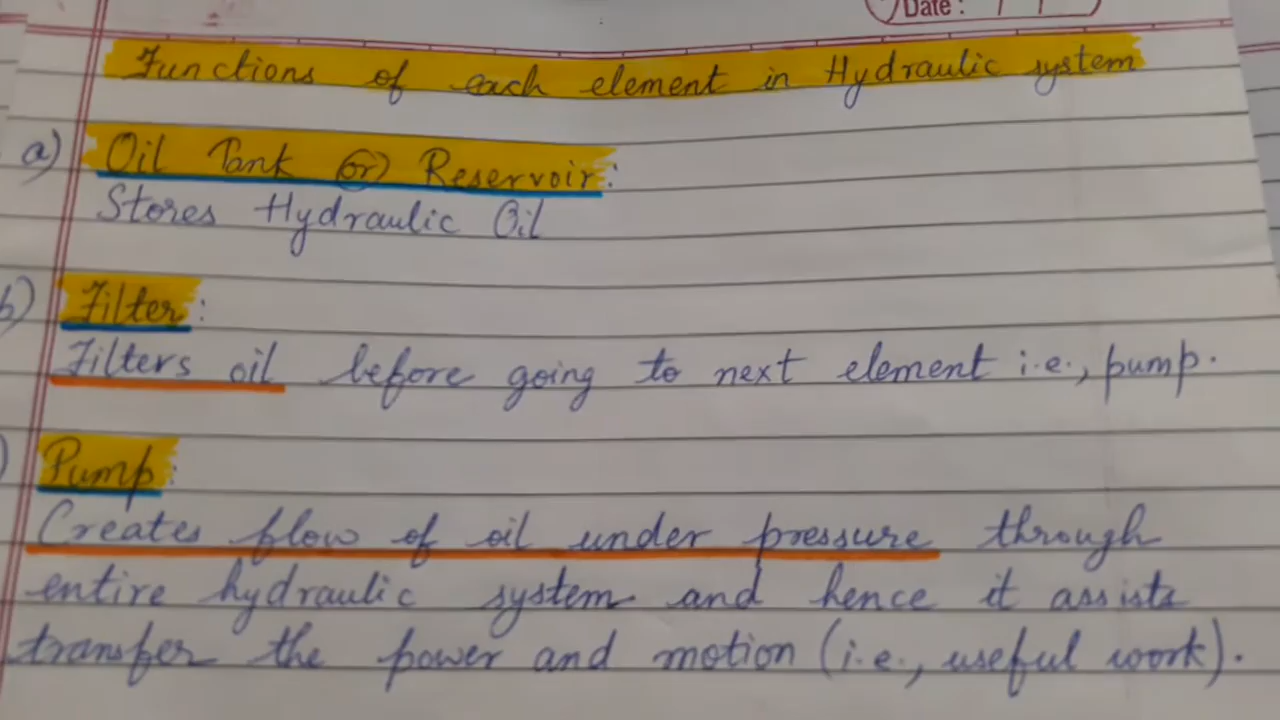 Date : / /
Functions of each element in Hydraulic system
a) Oil Tank (or) Reservoir:
Stores Hydraulic Oil
b) Filter:
Filters oil before going to next element i.e., pump.
) Pump:
Creates flow of oil under pressure through
entire hydraulic system and hence it assists
transfer the power and motion (i.e., useful work).